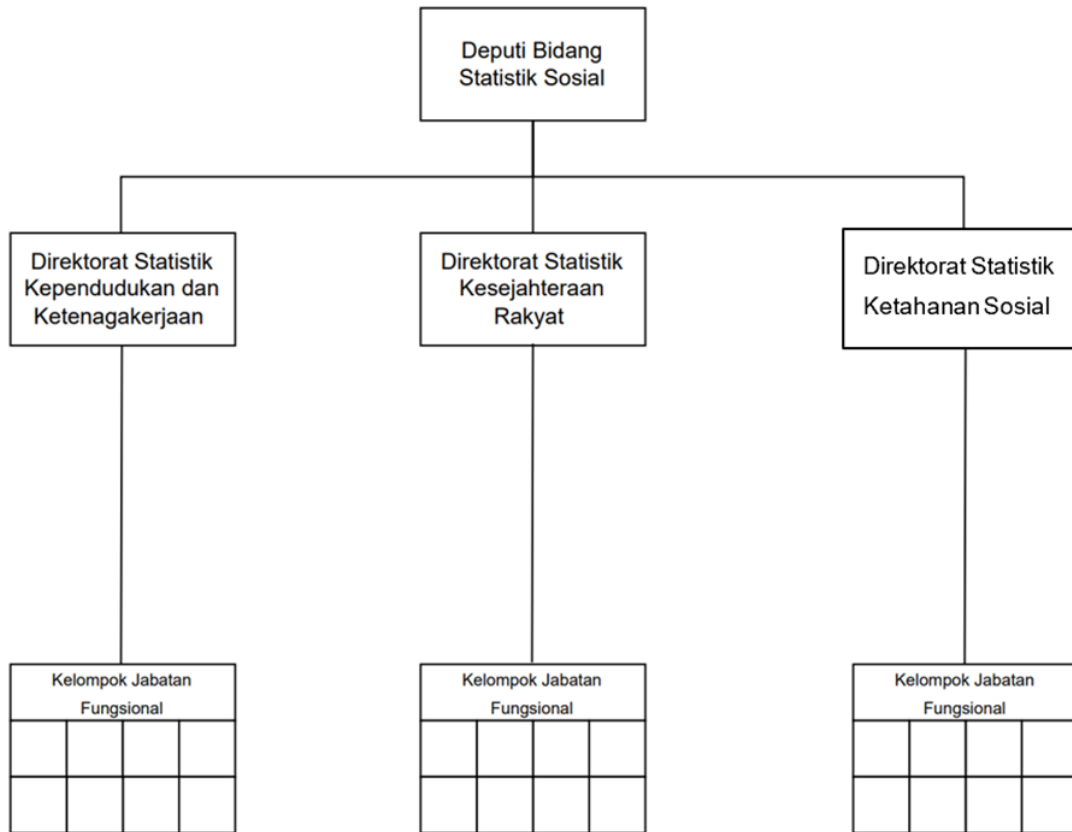 Deputi Bidang
Statistik Sosial
Direktorat Statistik
Kependudukan dan
Ketenagakerjaan
Direktorat Statistik
Kesejahteraan
Rakyat
Direktorat Statistik
Ketahanan Sosial
Kelompok Jabatan
Fungsional
Kelompok Jabatan
Fungsional
Kelompok Jabatan
Fungsional